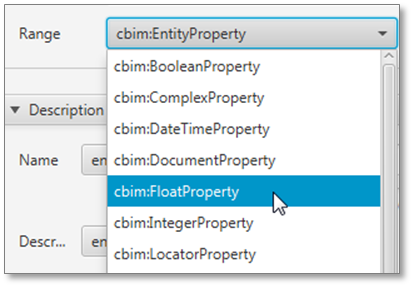 Range cbim:EntityProperty
cbim:BooleanProperty
cbim:ComplexProperty
cbim:DateTimeProperty
Description
cbim:DocumentProperty
Name en
cbim:FloatProperty
cbim:IntegerProperty
Descr... en
cbim:LocatorProperty